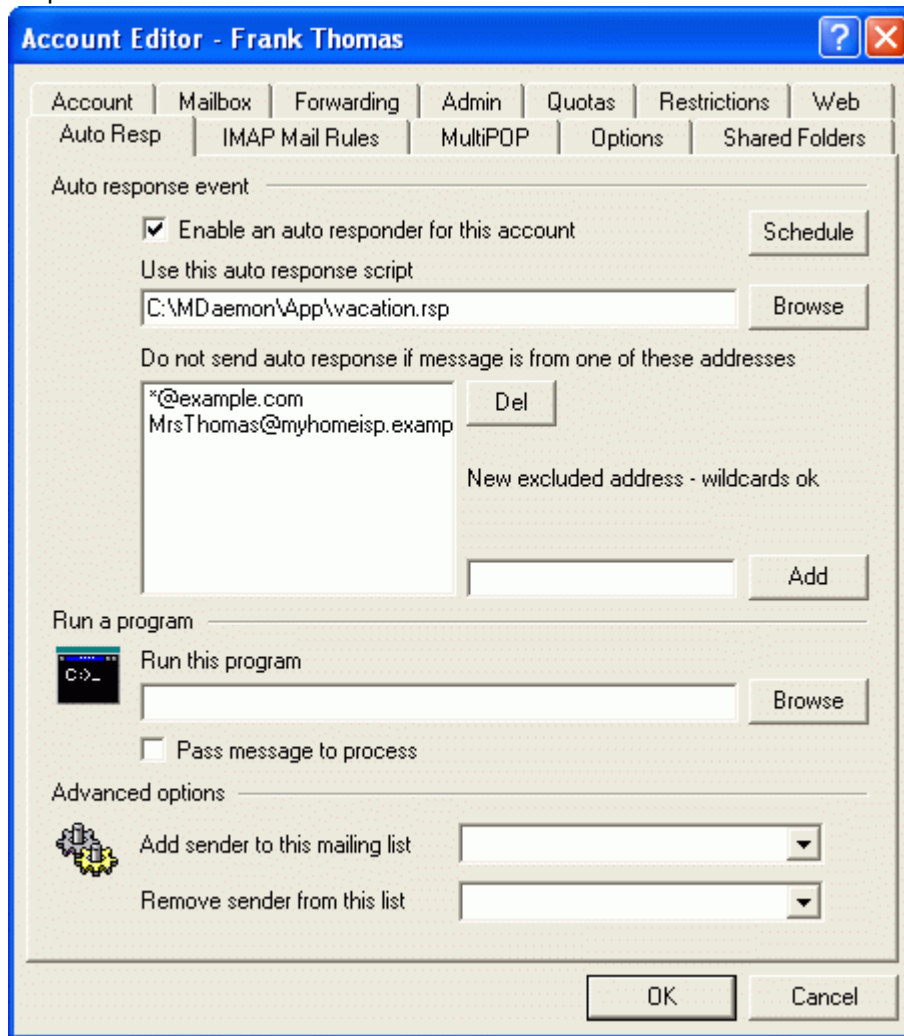 Account Editor - Frank Thomas
Account Mailbox Forwarding Admin Quotas Restrictions Web
Auto Resp IMAP Mail Rules MultiPOP Options Shared Folders
Auto response event
Enable an auto responder for this account Schedule
Use this auto response script
C:\MDaemon\App\vacation.rsp Browse
Do not send auto response if message is from one of these addresses
*@example.com Del
MrsThomas@myhomeisp.examp
New excluded address - wildcards ok
Add
Run a program
C:>_ Run this program
Browse
Pass message to process
Advanced options
Add sender to this mailing list
Remove sender from this list
OK Cancel